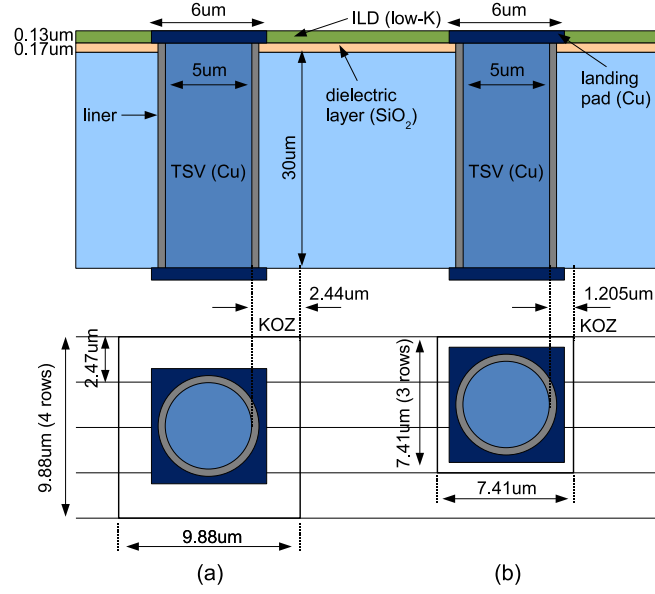 6um
ILD (low-K)
6um
0.13um
0.17um
5um
5um
landing
pad (Cu)
liner
dielectric
layer (SiO₂)
30um
TSV (Cu)
TSV (Cu)
2.44um
1.205um
KOZ
KOZ
2.47um
9.88um (4 rows)
7.41um (3 rows)
7.41um
9.88um
(a)
(b)